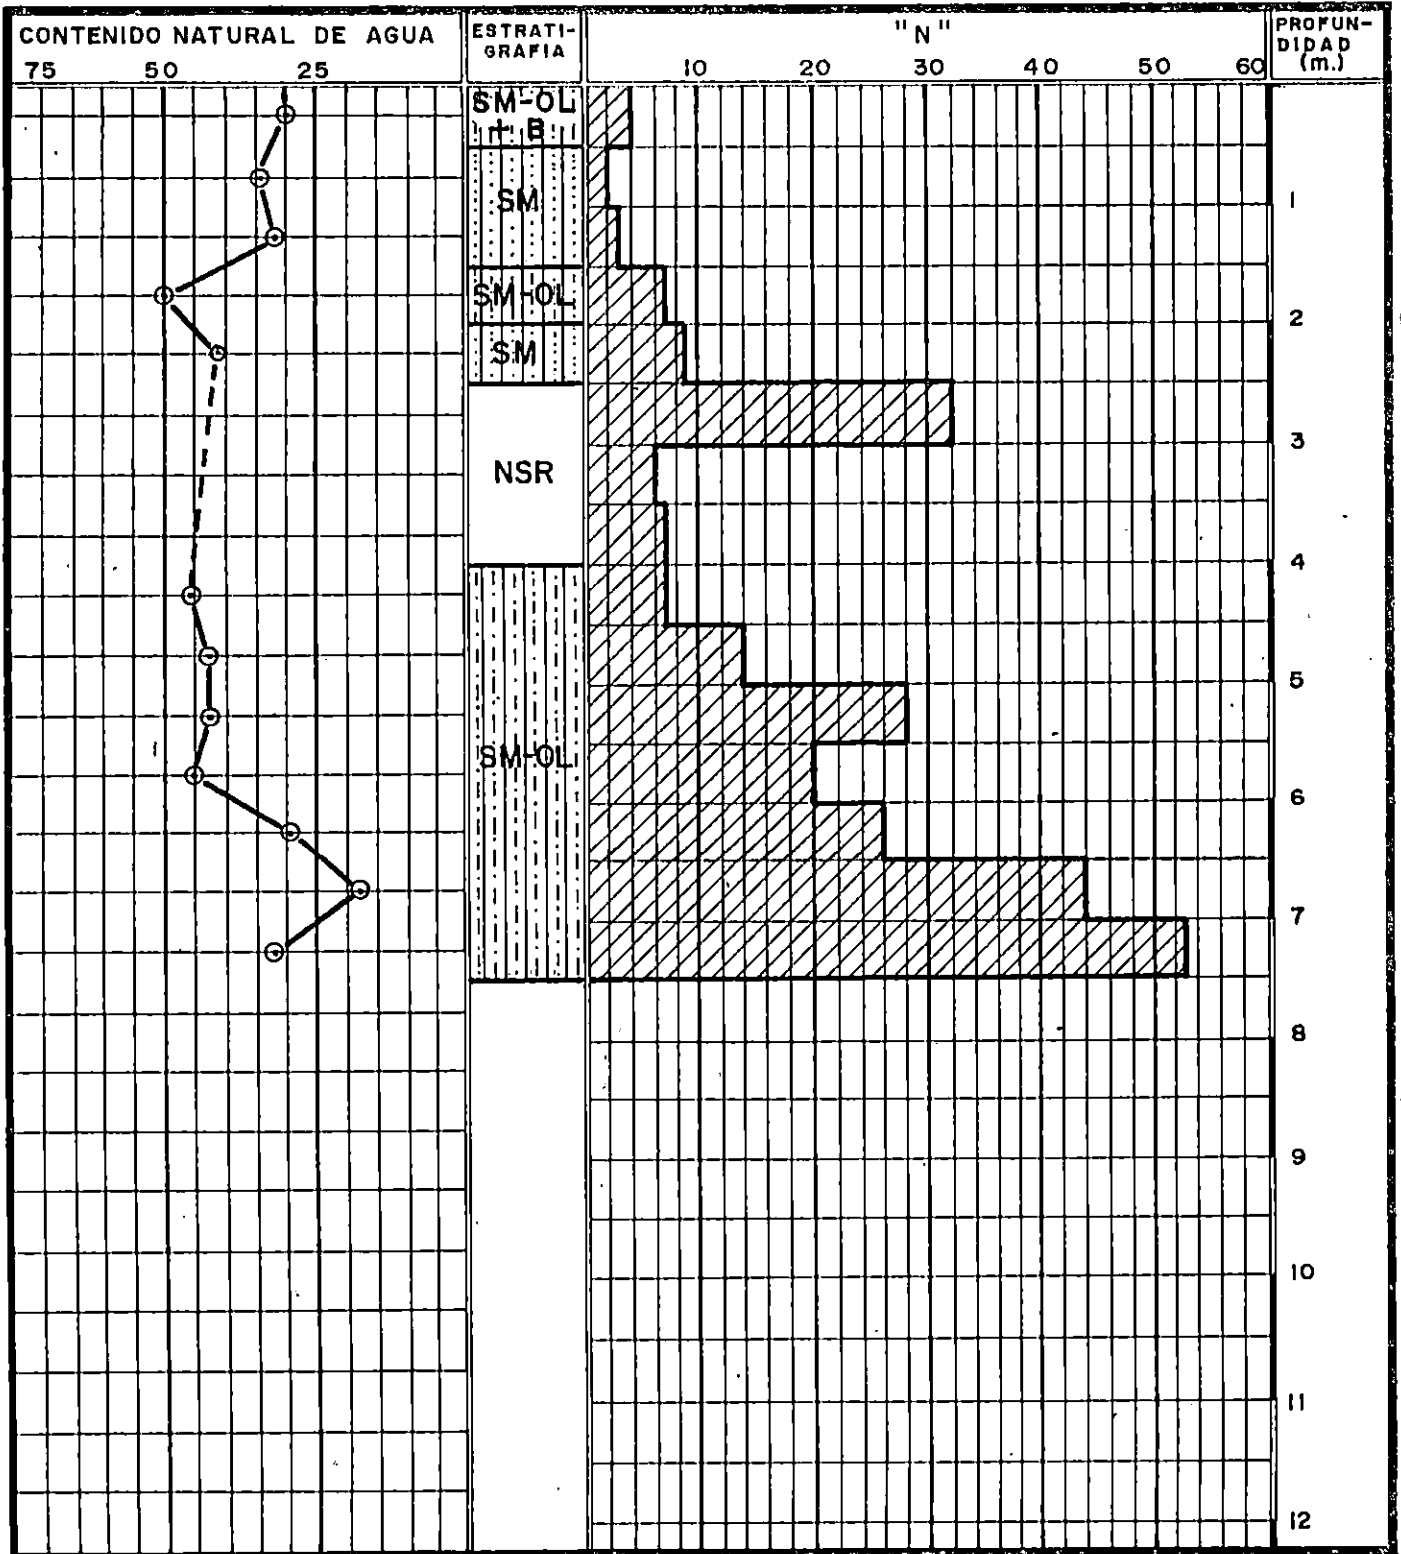 CONTENIDO NATURAL DE AGUA
75 50 25
ESTRATI-
GRAFIA
"N"
10 20 30 40 50 60
PROFUN-
DIDAD
(m.)
SM-OL
+ B
SM
SM-OL
SM
NSR
SM-OL
1
2
3
4
5
6
7
8
9
10
11
12